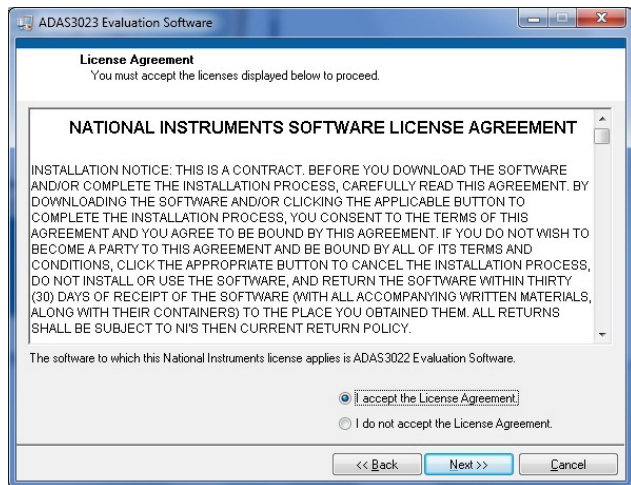 ADAS3023 Evaluation Software
License Agreement
You must accept the licenses displayed below to proceed.
NATIONAL INSTRUMENTS SOFTWARE LICENSE AGREEMENT
INSTALLATION NOTICE: THIS IS A CONTRACT. BEFORE YOU DOWNLOAD THE SOFTWARE
AND/OR COMPLETE THE INSTALLATION PROCESS, CAREFULLY READ THIS AGREEMENT. BY
DOWNLOADING THE SOFTWARE AND/OR CLICKING THE APPLICABLE BUTTON TO
COMPLETE THE INSTALLATION PROCESS, YOU CONSENT TO THE TERMS OF THIS
AGREEMENT AND YOU AGREE TO BE BOUND BY THIS AGREEMENT. IF YOU DO NOT WISH TO
BECOME A PARTY TO THIS AGREEMENT AND BE BOUND BY ALL OF ITS TERMS AND
CONDITIONS, CLICK THE APPROPRIATE BUTTON TO CANCEL THE INSTALLATION PROCESS,
DO NOT INSTALL OR USE THE SOFTWARE, AND RETURN THE SOFTWARE WITHIN THIRTY
(30) DAYS OF RECEIPT OF THE SOFTWARE (WITH ALL ACCOMPANYING WRITTEN MATERIALS,
ALONG WITH THEIR CONTAINERS) TO THE PLACE YOU OBTAINED THEM. ALL RETURNS
SHALL BE SUBJECT TO NI'S THEN CURRENT RETURN POLICY.
The software to which this National Instruments license applies is ADAS3022 Evaluation Software.
I accept the License Agreement.
I do not accept the License Agreement.
<< Back Next >> Cancel